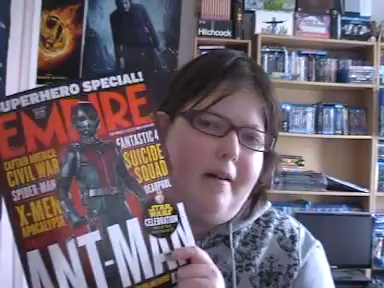 Hitchcock
SUPERHERO SPECIAL!
EMPIRE
FANTASTIC 4
CAPTAIN AMERICA:
CIVIL WAR
SUICIDE
SQUAD
SPIDER-MAN
DEADPOOL
X-MEN
APOCALYPSE
STAR
WARS
CELEBRATION
ANT-MAN